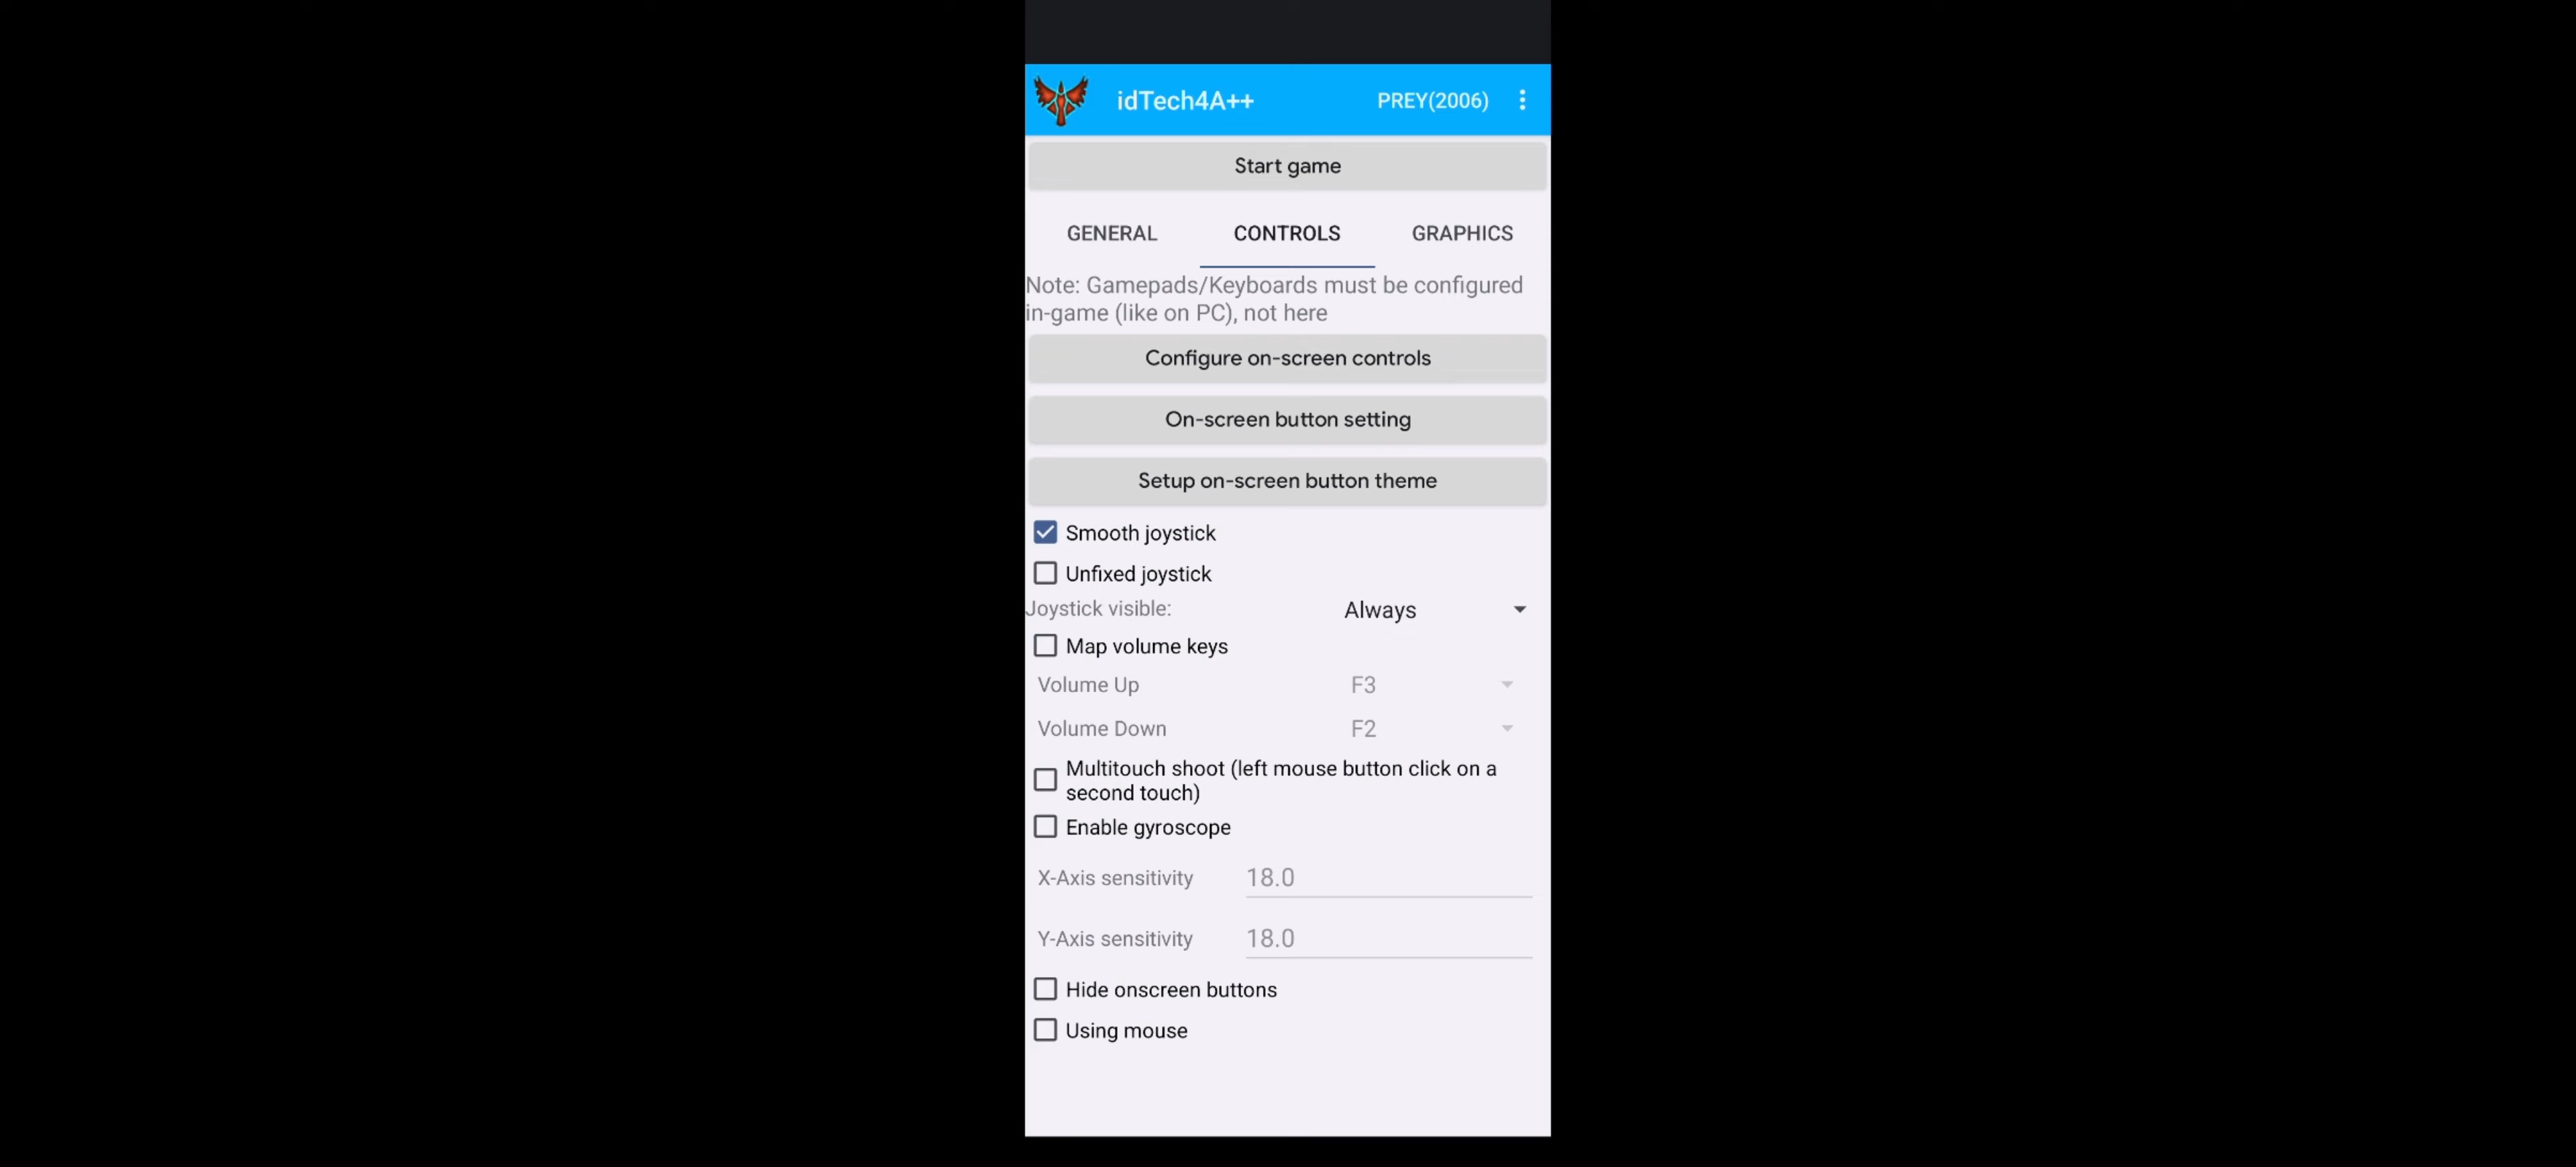 idTech4A++
PREY(2006)
Start game
GENERAL
CONTROLS
GRAPHICS
Note: Gamepads/Keyboards must be configured
in-game (like on PC), not here
Configure on-screen controls
On-screen button setting
Setup on-screen button theme
Smooth joystick
Unfixed joystick
Joystick visible:
Always
Map volume keys
Volume Up
F3
Volume Down
F2
Multitouch shoot (left mouse button click on a
second touch)
Enable gyroscope
X-Axis sensitivity
18.0
Y-Axis sensitivity
18.0
Hide onscreen buttons
Using mouse